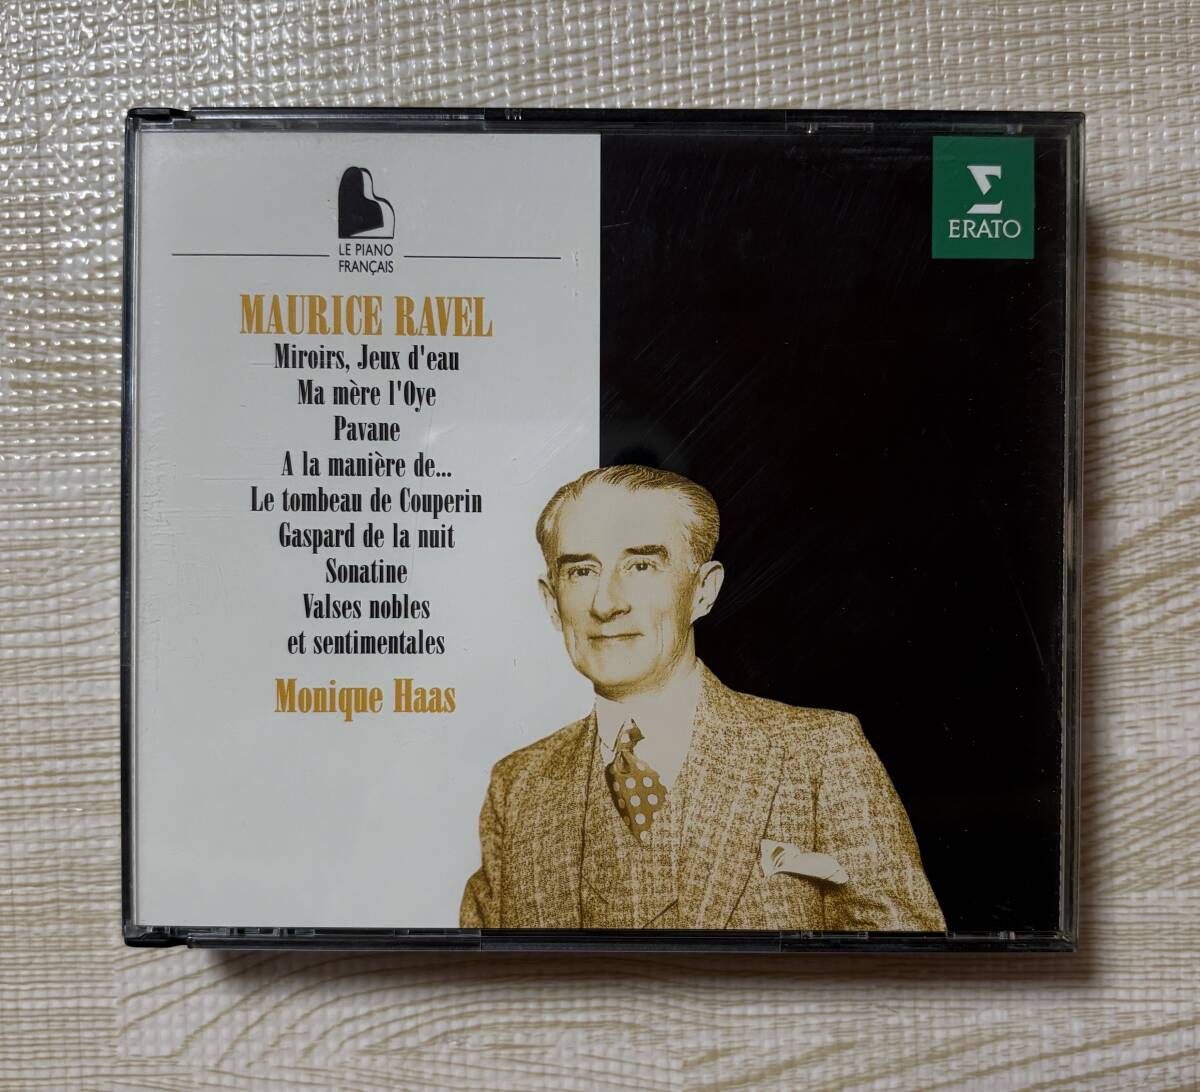 LE PIANO
FRANÇAIS
MAURICE RAVEL
Miroirs, Jeux d'eau
Ma mère l'Oye
Pavane
A la manière de...
Le tombeau de Couperin
Gaspard de la nuit
Sonatine
Valses nobles
et sentimentales
Monique Haas
ERATO